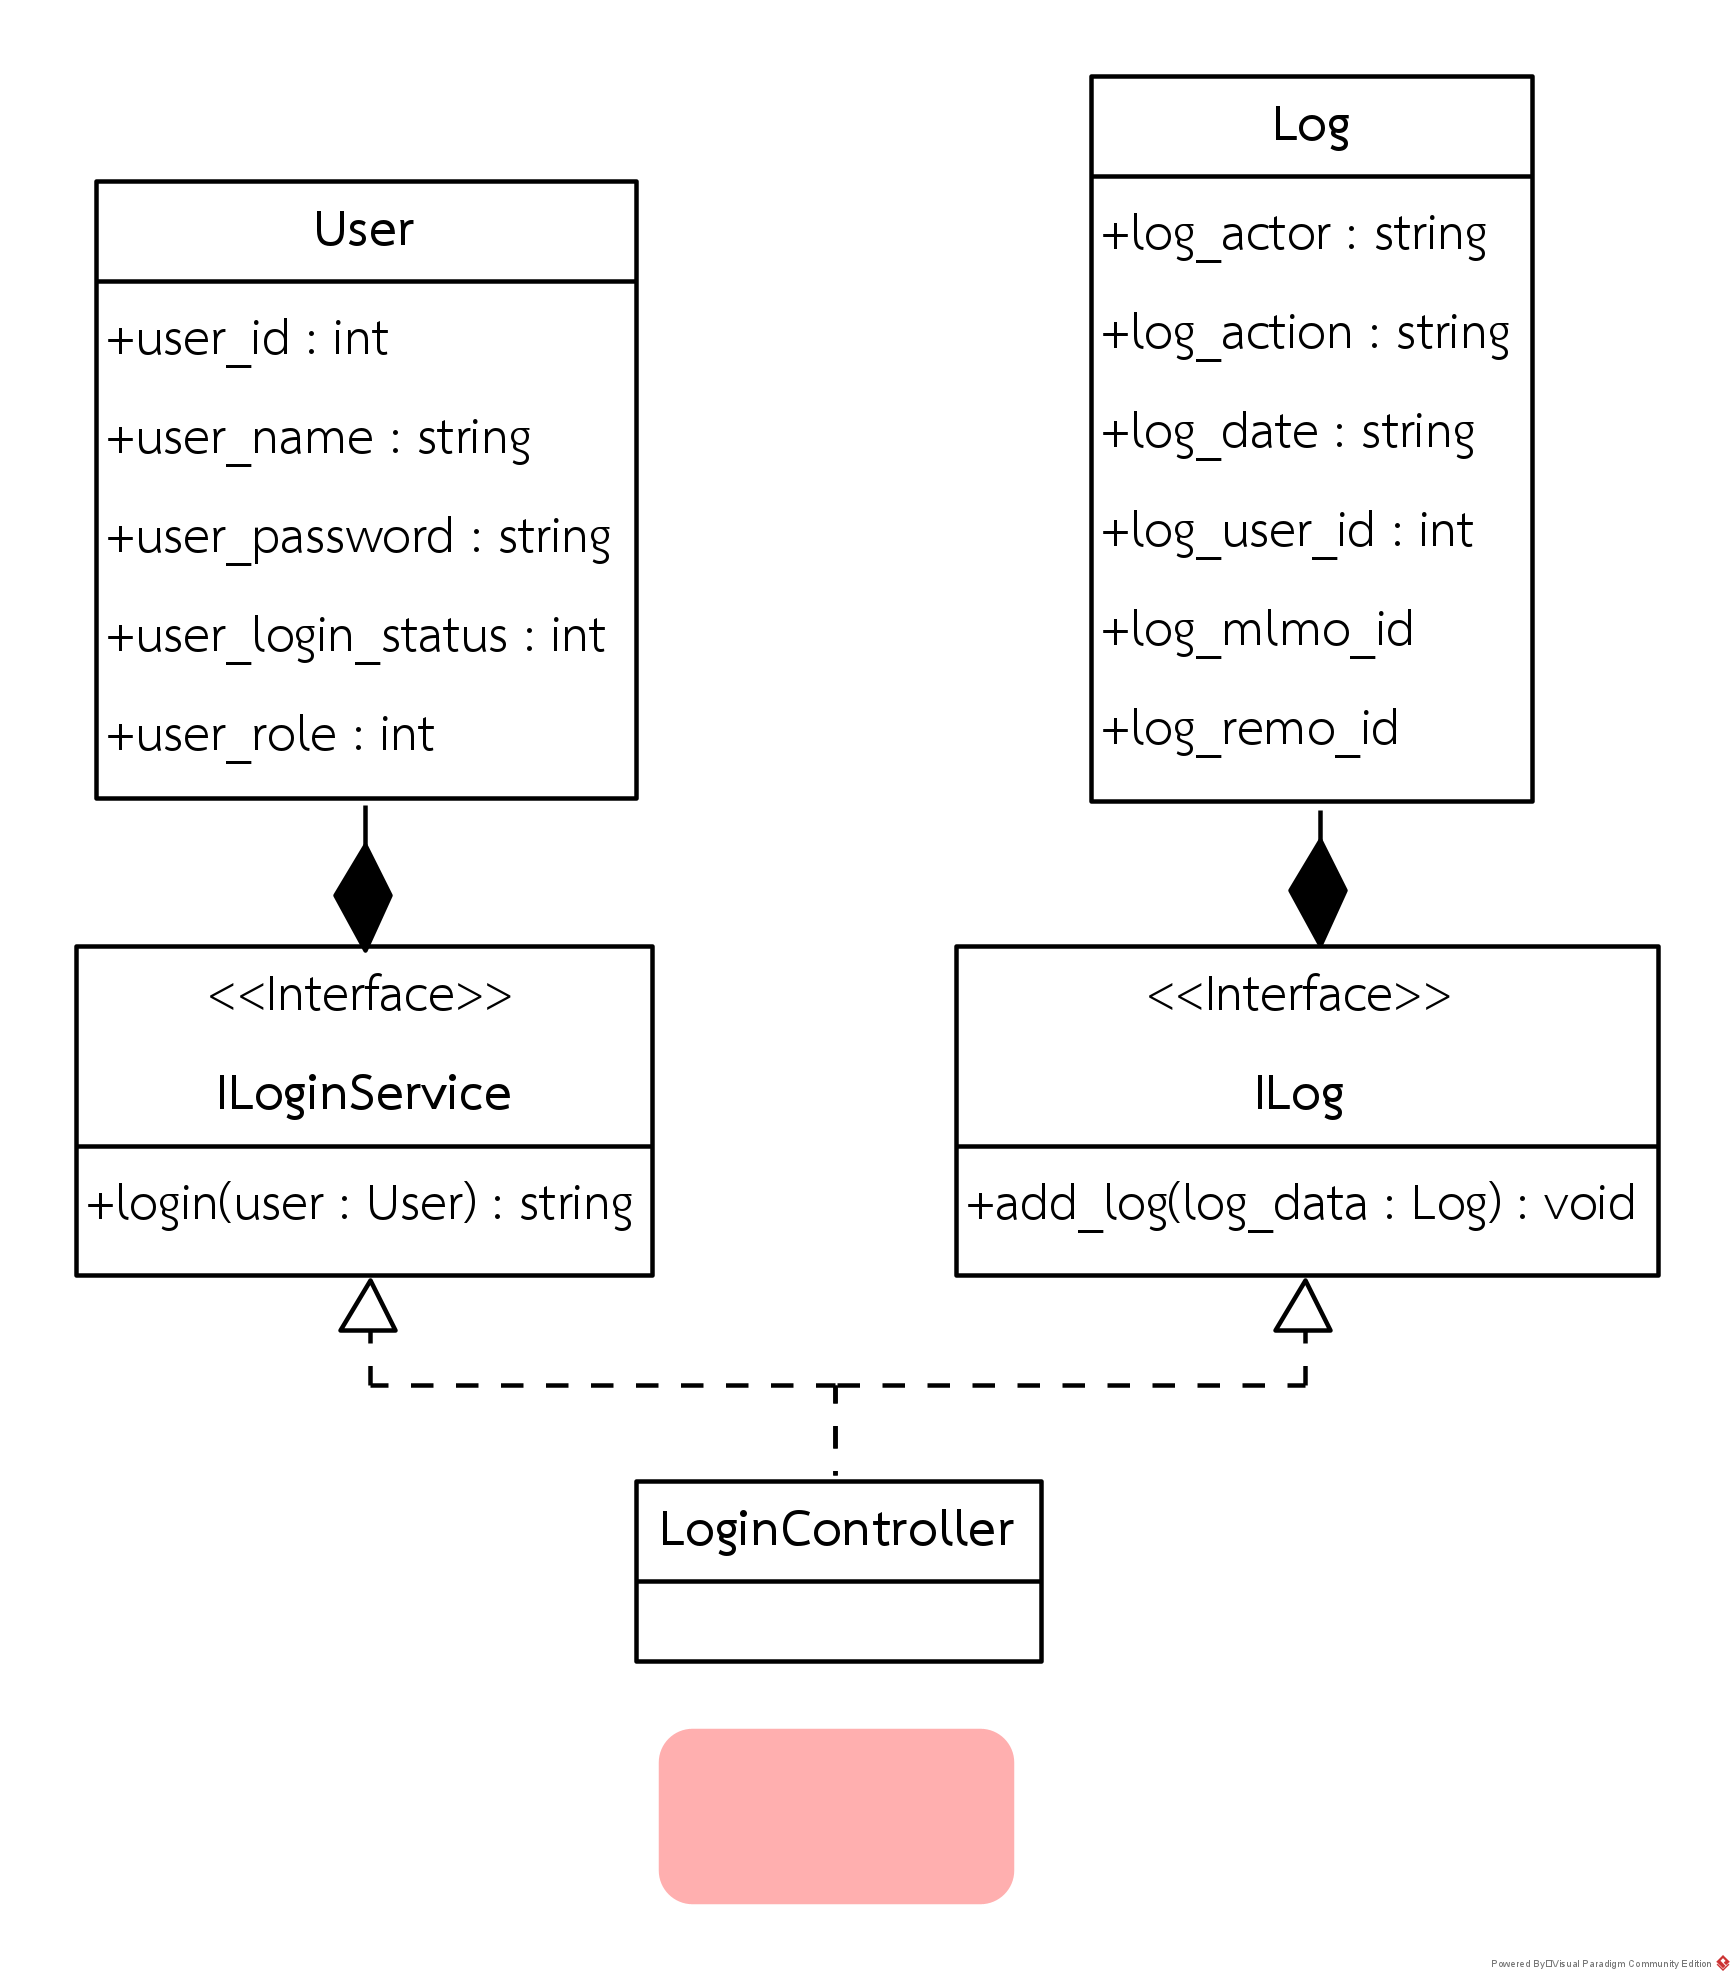 Log
+log_actor : string
+log_action : string
+log_date : string
+log_user_id : int
+log_mlmo_id
+log_remo_id
User
+user_id : int
+user_name : string
+user_password : string
+user_login_status : int
+user_role : int
<<Interface>>
ILoginService
+login(user : User) : string
<<Interface>>
ILog
+add_log(log_data : Log) : void
LoginController
Powered By□Visual Paradigm Community Edition